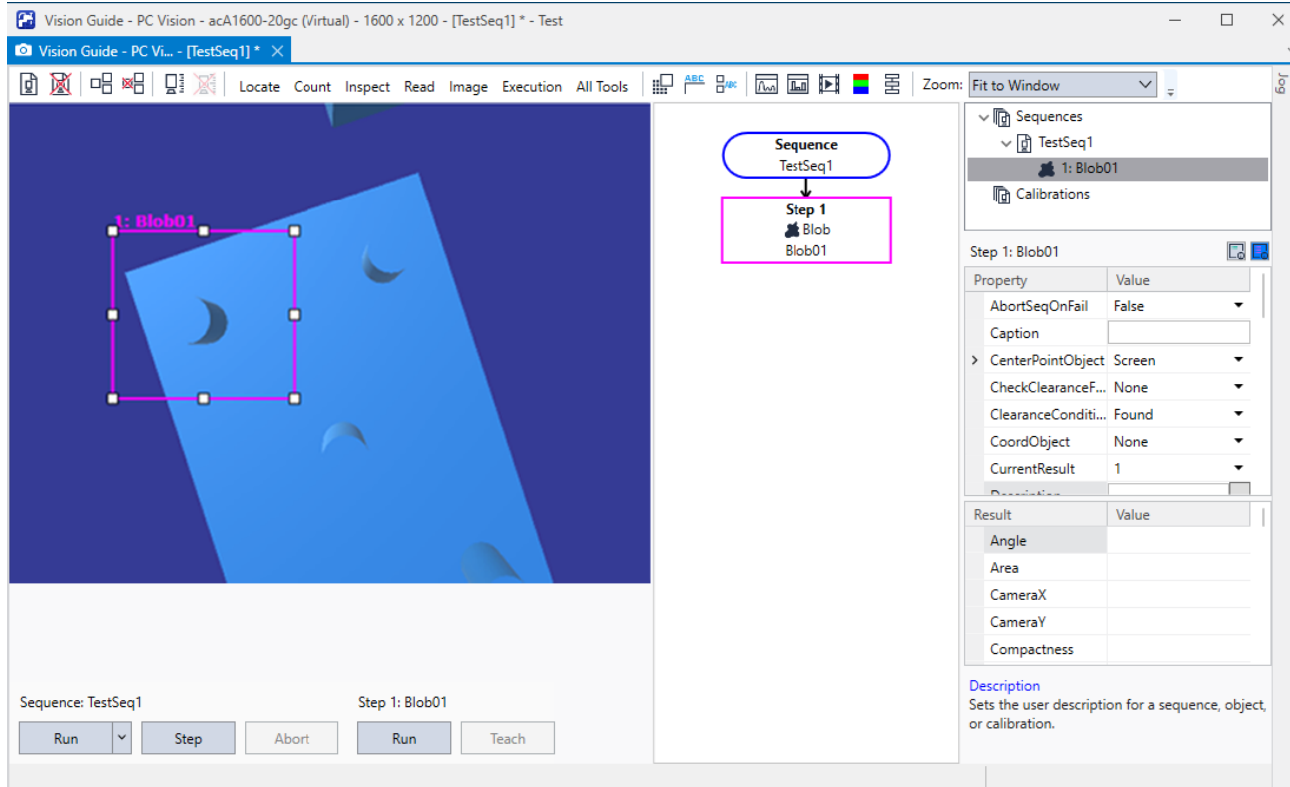 Vision Guide - PC Vision - acA1600-20gc (Virtual) - 1600 x 1200 - [TestSeq1] * - Test
Vision Guide - PC Vi... - [TestSeq1] *
Locate Count Inspect Read Image Execution All Tools ABC ABC Zoom: Fit to Window
Jog
1: Blob01
Sequence
TestSeq1
Step 1
Blob
Blob01
Sequences
TestSeq1
1: Blob01
Calibrations
Step 1: Blob01
Property Value
AbortSeqOnFail False
Caption
CenterPointObject Screen
CheckClearanceF... None
ClearanceConditi... Found
CoordObject None
CurrentResult 1
Description
Result Value
Angle
Area
CameraX
CameraY
Compactness
Description
Sets the user description for a sequence, object,
or calibration.
Sequence: TestSeq1 Step 1: Blob01
Run Step Abort Run Teach